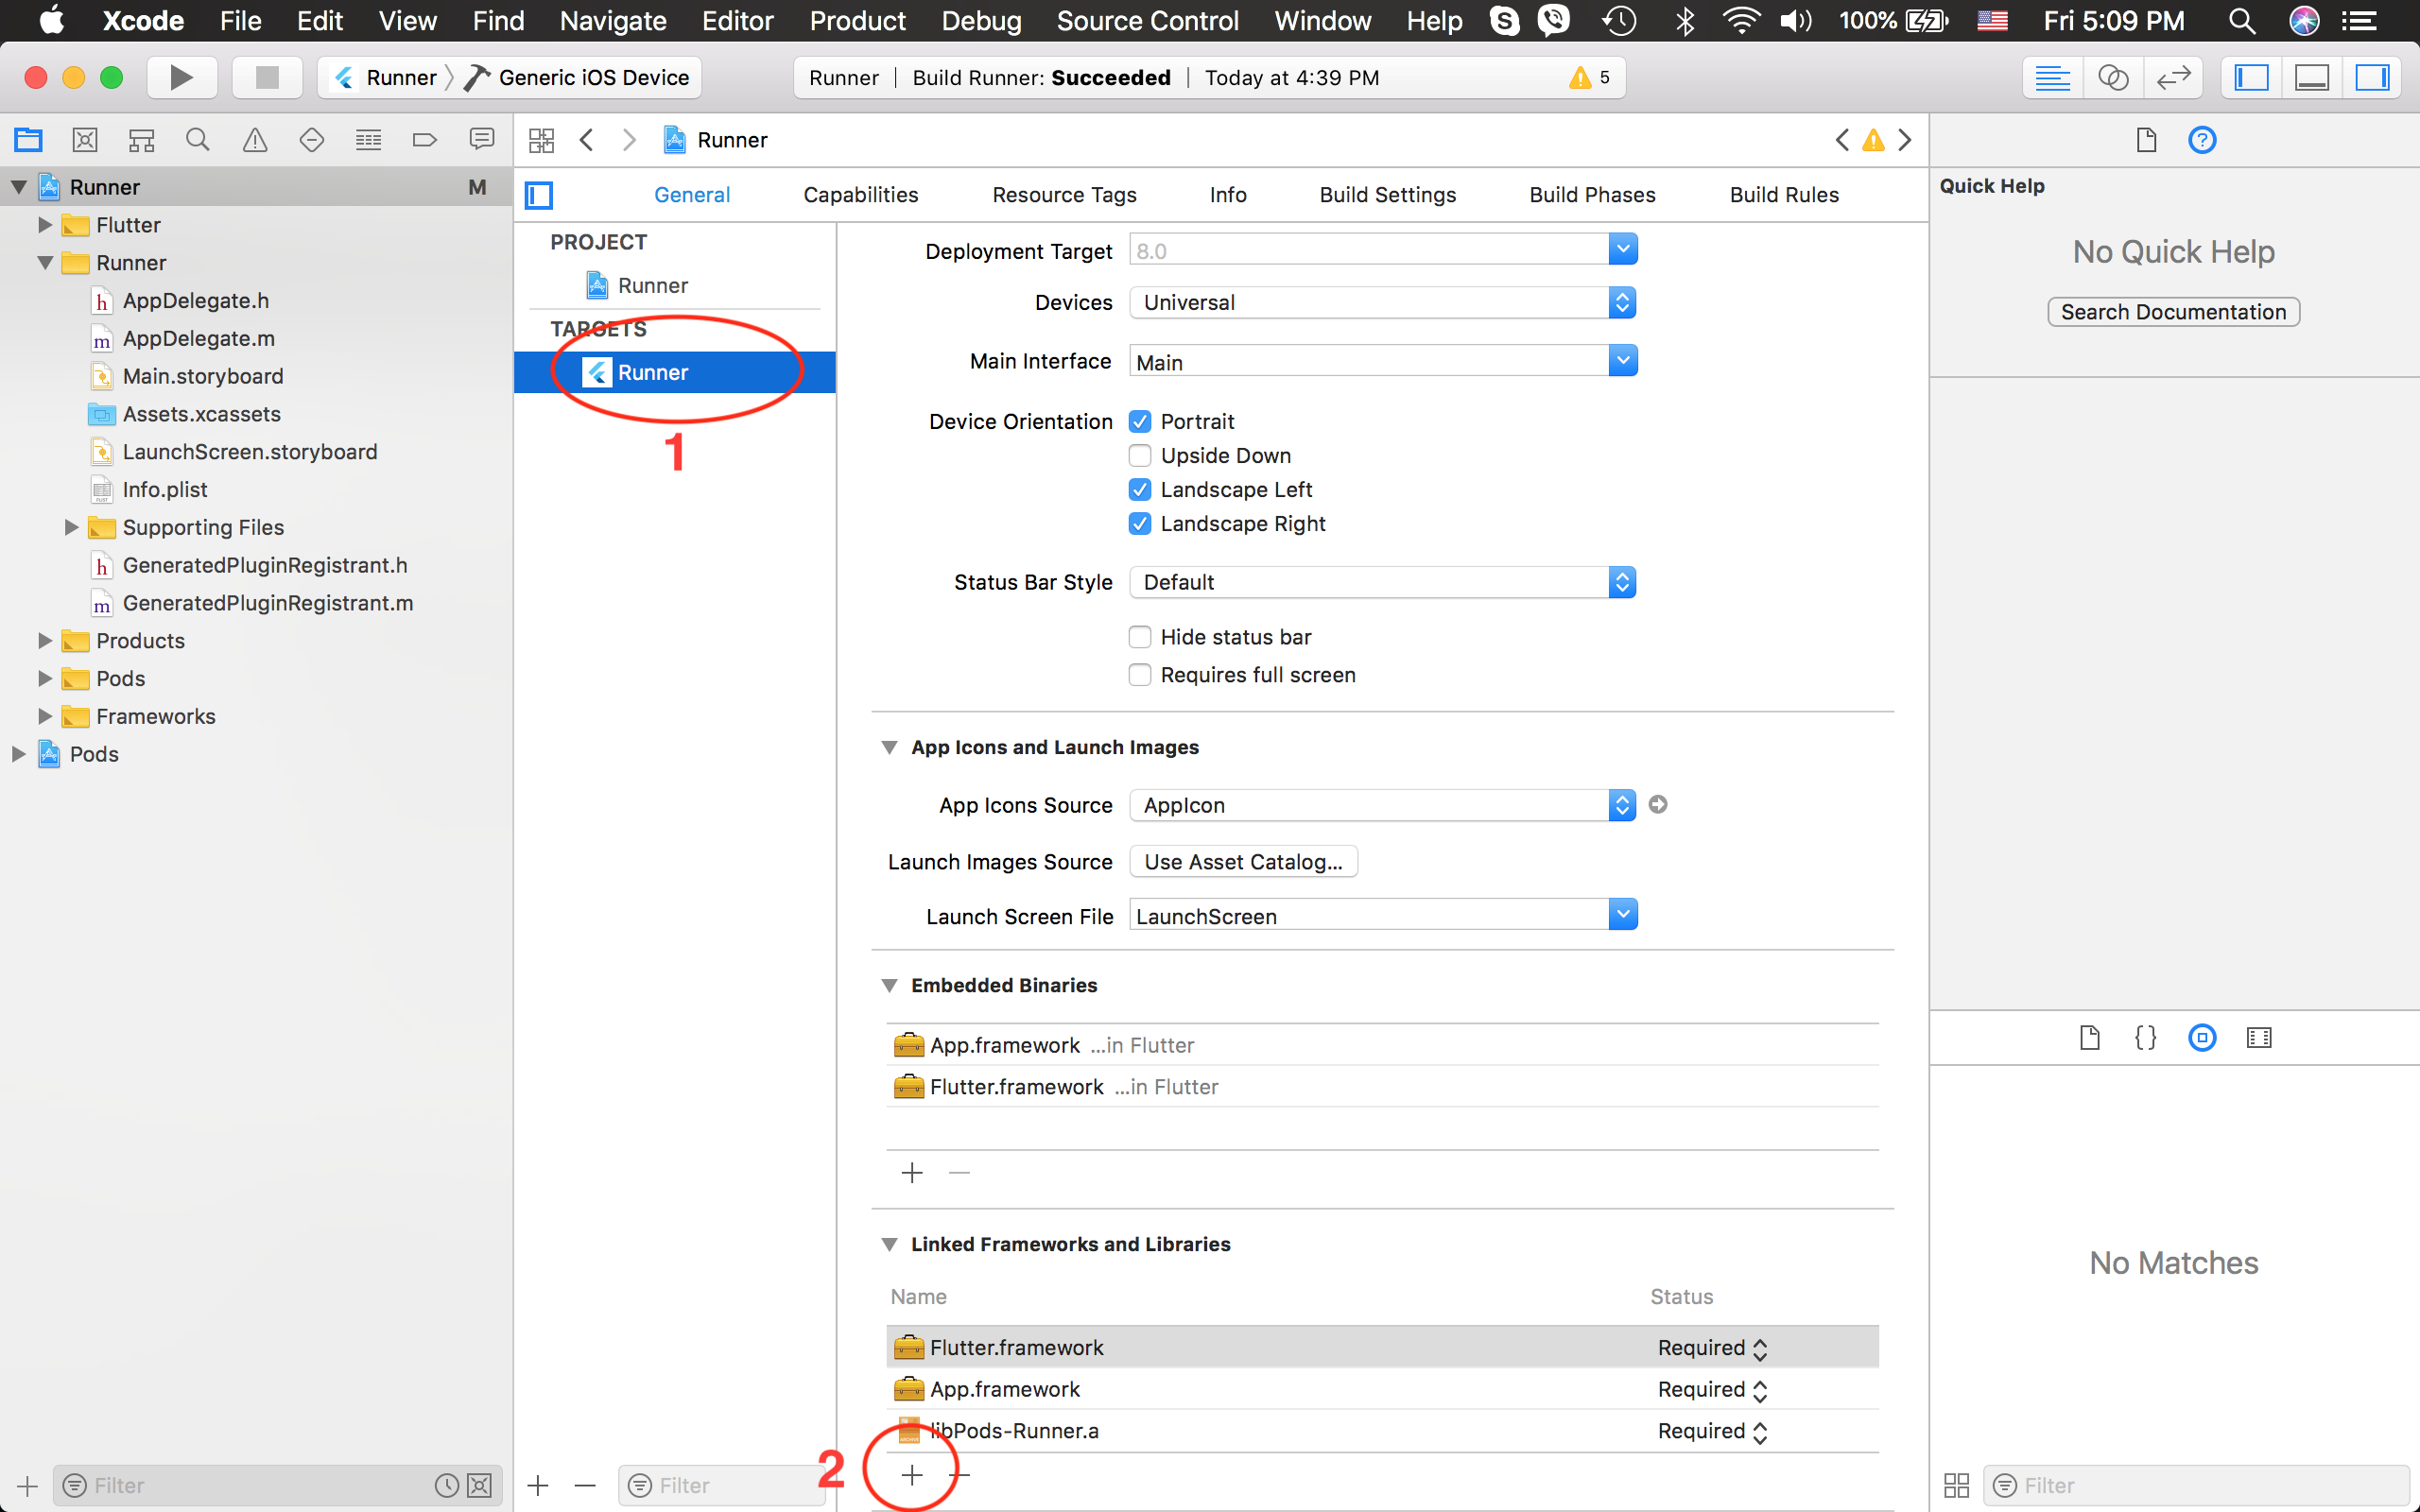 Xcode File Edit View Find Navigate Editor Product Debug Source Control Window Help 100% Fri 5:09 PM
Runner Generic iOS Device
Runner | Build Runner: Succeeded | Today at 4:39 PM 5
Runner M
Flutter
Runner
AppDelegate.h
AppDelegate.m
Main.storyboard
Assets.xcassets
LaunchScreen.storyboard
Info.plist
Supporting Files
GeneratedPluginRegistrant.h
GeneratedPluginRegistrant.m
Products
Pods
Frameworks
Pods
Filter
Runner
General Capabilities Resource Tags Info Build Settings Build Phases Build Rules
PROJECT
Runner
TARGETS
Runner
1
Filter
Deployment Target 8.0
Devices Universal
Main Interface Main
Device Orientation Portrait
Upside Down
Landscape Left
Landscape Right
Status Bar Style Default
Hide status bar
Requires full screen
App Icons and Launch Images
App Icons Source AppIcon
Launch Images Source Use Asset Catalog...
Launch Screen File LaunchScreen
Embedded Binaries
App.framework ...in Flutter
Flutter.framework ...in Flutter
Linked Frameworks and Libraries
Name Status
Flutter.framework Required
App.framework Required
libPods-Runner.a Required
2
Quick Help
No Quick Help
Search Documentation
No Matches
Filter